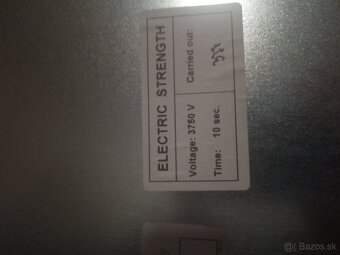 ELECTRIC STRENGTH
Voltage: 3750 V
Carried out:
Time: 10 sec.
Bazos.sk